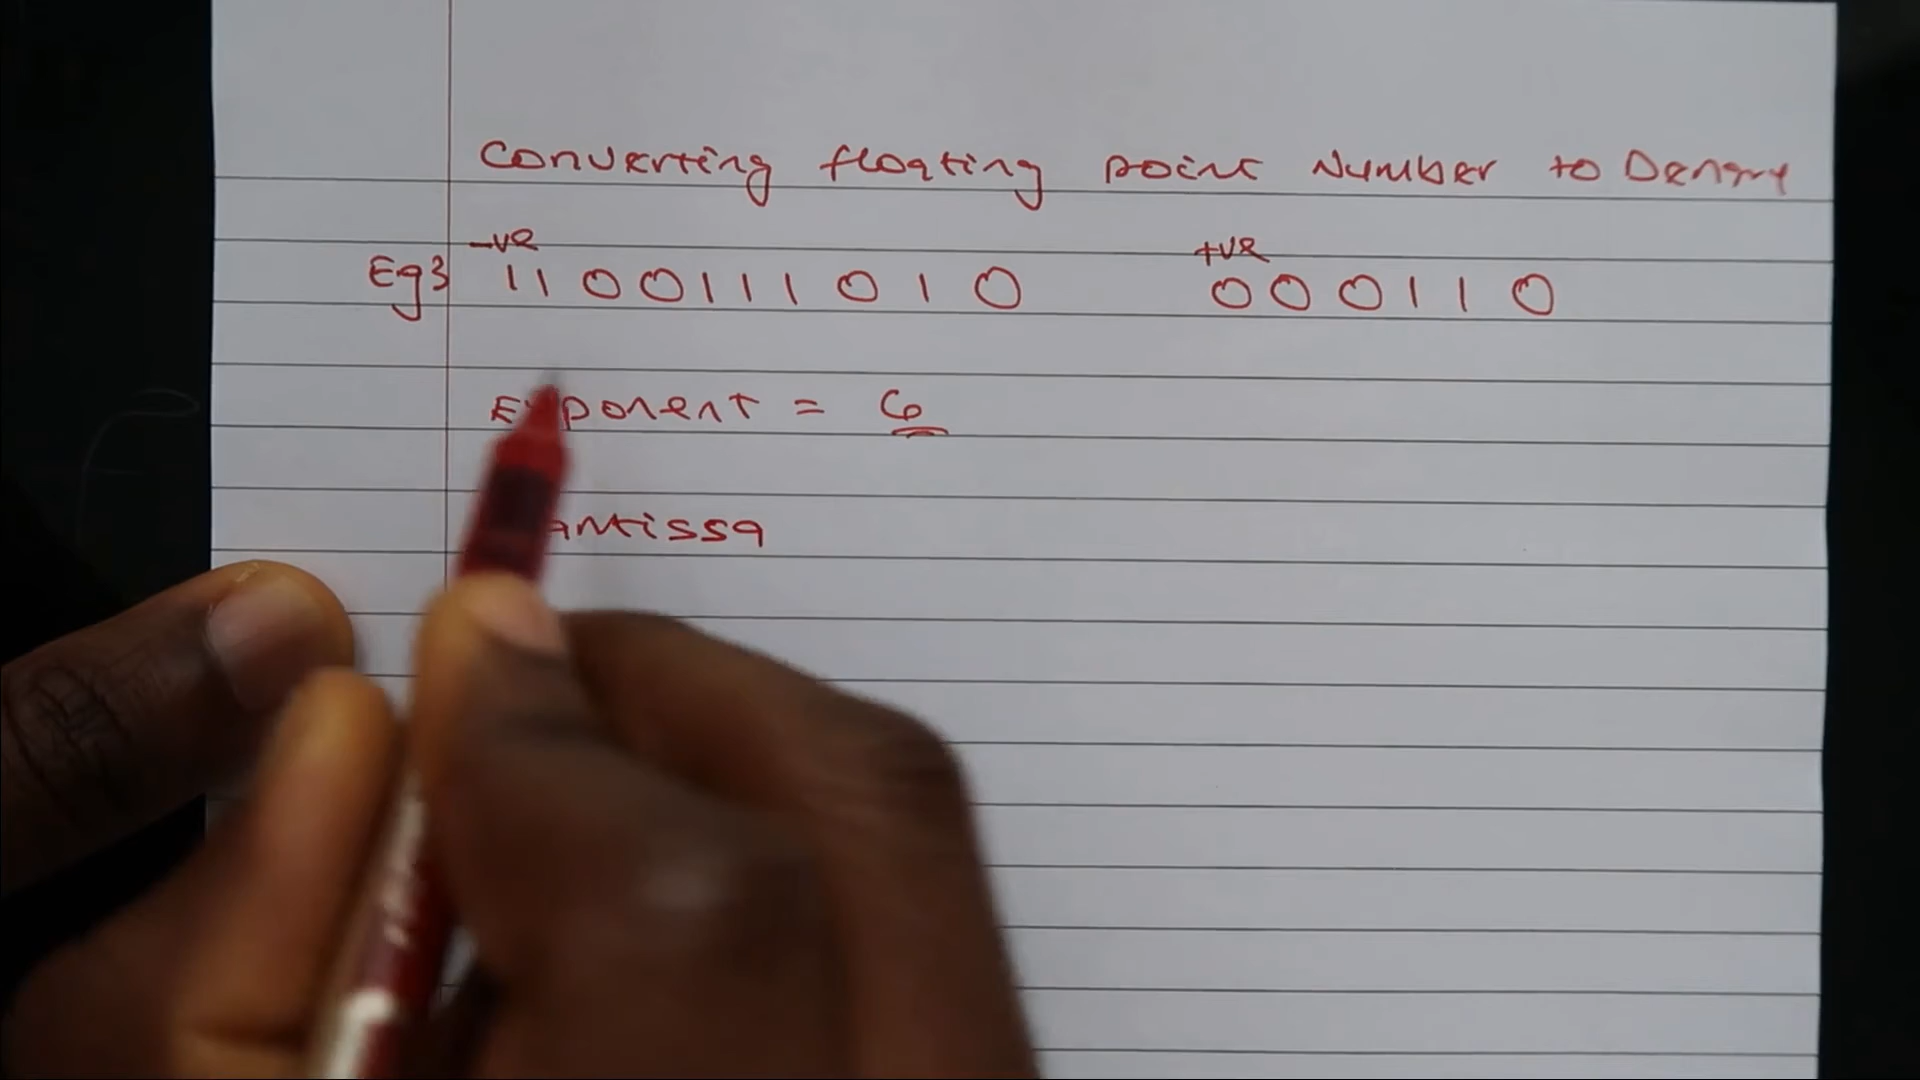 Converting floating point Number to Denary
-ve +ve
Eg3 1100111010 000110
Exponent = 6
antissa